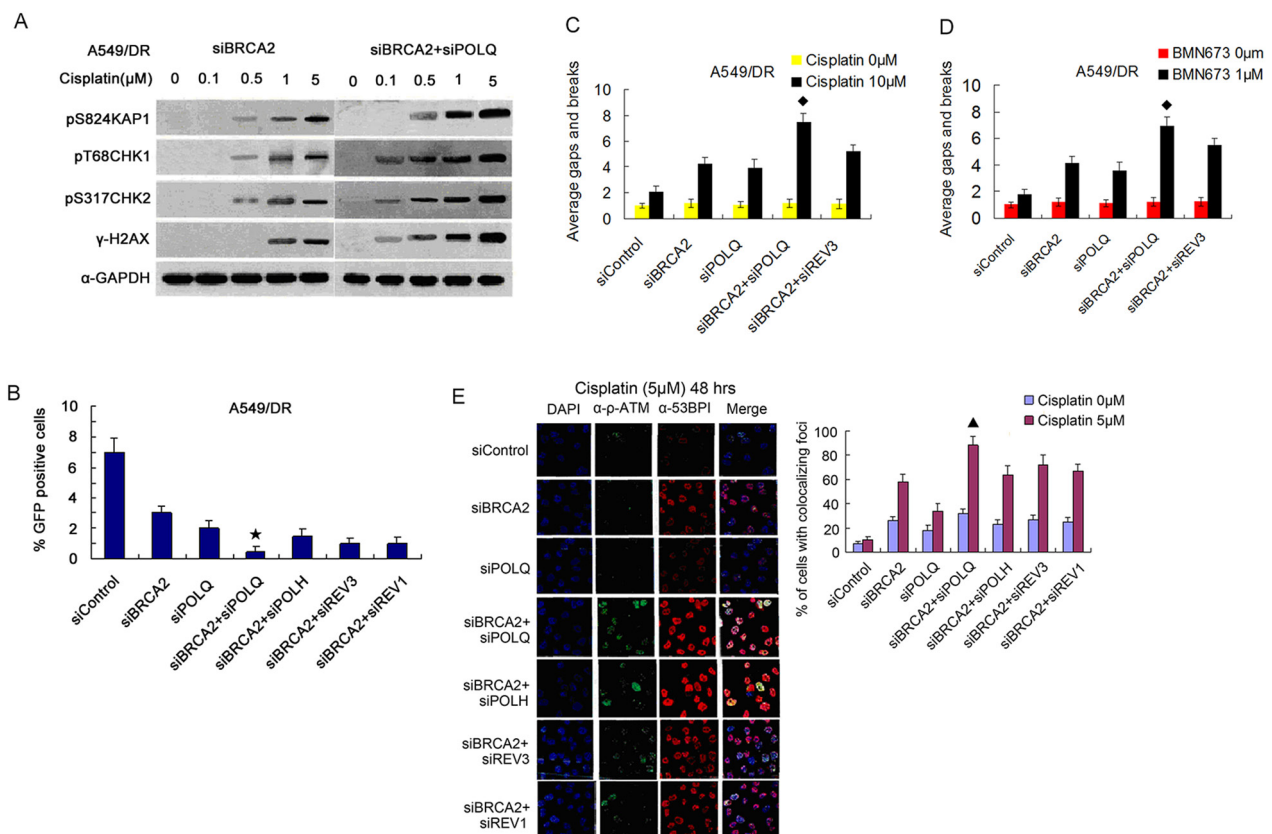 A
A549/DR siBRCA2 siBRCA2+siPOLQ
Cisplatin(μM) 0 0.1 0.5 1 5 0 0.1 0.5 1 5
pS824KAP1
pT68CHK1
pS317CHK2
γ-H2AX
α-GAPDH
C
Cisplatin 0μM
A549/DR
Cisplatin 10μM
Average gaps and breaks
10
8
6
4
2
0
siControl
siBRCA2
siPOLQ
siBRCA2+siPOLQ
siBRCA2+siREV3
D
BMN673 0μm
A549/DR
BMN673 1μM
Average gaps and breaks
10
8
6
4
2
0
siControl
siBRCA2
siPOLQ
siBRCA2+siPOLQ
siBRCA2+siREV3
B
A549/DR
% GFP positive cells
10
8
6
4
2
0
siControl
siBRCA2
siPOLQ
siBRCA2+siPOLQ
siBRCA2+siPOLH
siBRCA2+siREV3
siBRCA2+siREV1
E
Cisplatin (5μM) 48 hrs
DAPI α-ρ-ATM α-53BPI Merge
siControl
siBRCA2
siPOLQ
siBRCA2+
siPOLQ
siBRCA2+
siPOLH
siBRCA2+
siREV3
siBRCA2+
siREV1
Cisplatin 0μM
Cisplatin 5μM
% of cells with colocalizing foci
100
80
60
40
20
0
siControl
siBRCA2
siPOLQ
siBRCA2+siPOLQ
siBRCA2+siPOLH
siBRCA2+siREV3
siBRCA2+siREV1